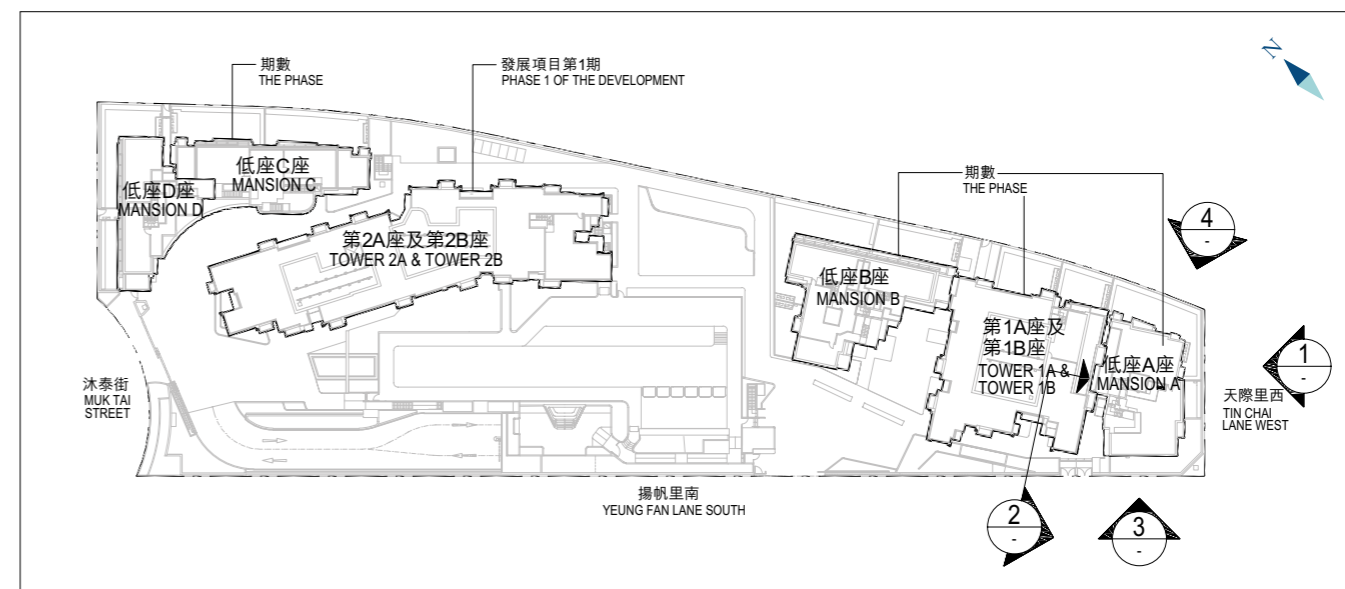 期數
THE PHASE
發展項目第1期
PHASE 1 OF THE DEVELOPMENT
N
低座C座
MANSION C
低座D座
MANSION D
第2A座及第2B座
TOWER 2A & TOWER 2B
期數
THE PHASE
4
-
低座B座
MANSION B
第1A座及
第1B座
TOWER 1A &
TOWER 1B
低座A座
MANSION A
1
-
天際里西
TIN CHAI
LANE WEST
沐泰街
MUK TAI
STREET
揚帆里南
YEUNG FAN LANE SOUTH
2
-
3
-